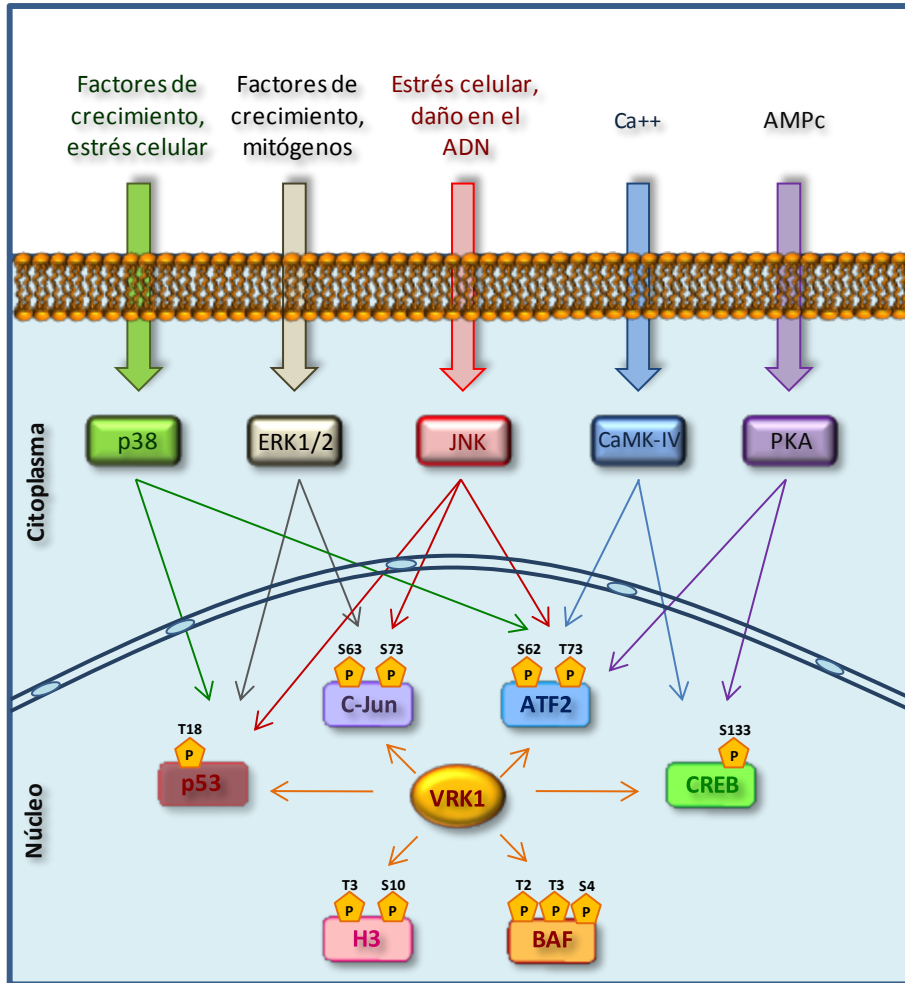 Factores de
crecimiento,
estrés celular
Factores de
crecimiento,
mitógenos
Estrés celular,
daño en el
ADN
Ca++
AMPc
p38
ERK1/2
JNK
CaMK-IV
PKA
Citoplasma
S63
S73
P
P
C-Jun
S62
T73
P
P
ATF2
T18
P
p53
S133
P
CREB
VRK1
Núcleo
T3
S10
P
P
H3
T2
T3
S4
P
P
P
BAF